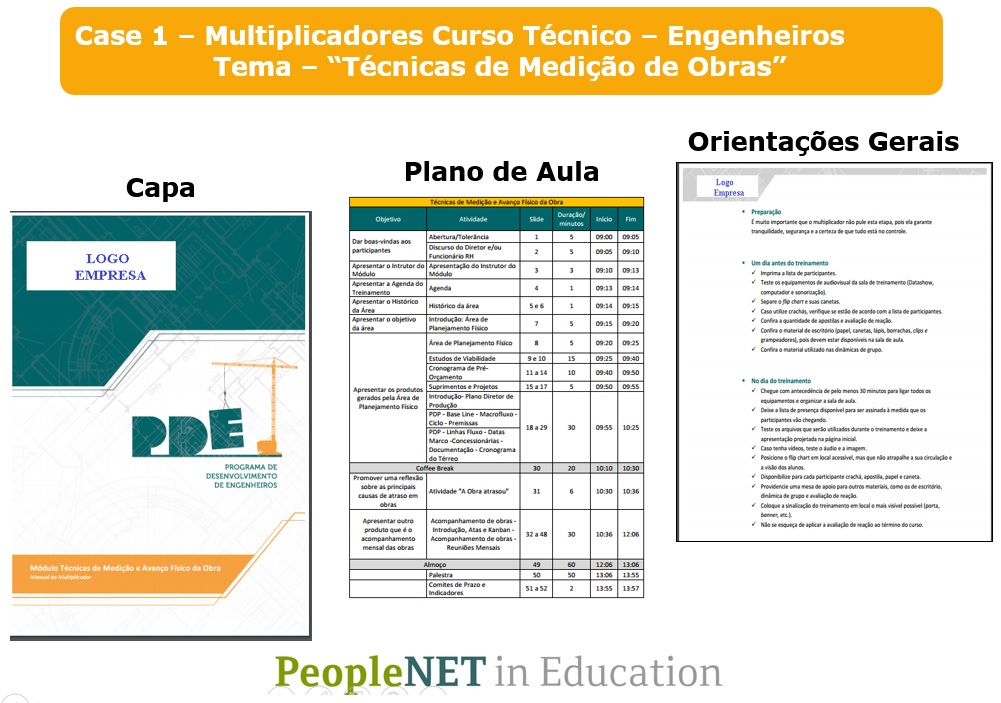 Case 1 – Multiplicadores Curso Técnico – Engenheiros
Tema – “Técnicas de Medição de Obras”
Capa
LOGO
EMPRESA
PDE
PROGRAMA DE
DESENVOLVIMENTO
DE ENGENHEIROS
Módulo Técnicas de Medição e Avanço Físico da Obra
Manual do Multiplicador
Plano de Aula
Técnicas de Medição e Avanço Físico da Obra
Objetivo Atividade Slide Duração/ minutos Início Fim
Dar boas-vindas aos participantes Abertura/Tolerância 1 5 09:00 09:05
Discurso do Diretor e/ou Funcionário RH 2 5 09:05 09:10
Apresentar o Intrutor do Módulo Apresentação do Instrutor do Módulo 3 3 09:10 09:13
Apresentar a Agenda do Treinamento Agenda 4 1 09:13 09:14
Apresentar o Histórico da Área Histórico da área 5 e 6 1 09:14 09:15
Apresentar o objetivo da área Introdução: Área de Planejamento Físico 7 5 09:15 09:20
Apresentar os produtos gerados pela Área de Planejamento Físico Área de Planejamento Físico 8 5 09:20 09:25
Estudos de Viabilidade 9 e 10 15 09:25 09:40
Cronograma de Pré-Orçamento 11 a 14 10 09:40 09:50
Suprimentos e Projetos 15 a 17 5 09:50 09:55
Introdução- Plano Diretor de Produção 18 a 29 30 09:55 10:25
PDP - Base Line - Macrofluxo - Ciclo - Premissas
PDP - Linhas Fluxo - Datas Marco -Concessionárias - Documentação - Cronograma do Térreo
Coffee Break 30 20 10:10 10:30
Promover uma reflexão sobre as principais causas de atraso em obras Atividade "A Obra atrasou" 31 6 10:30 10:36
Apresentar outro produto que é o acompanhamento mensal das obras Acompanhamento de obras - Introdução, Atas e Kanban - Acompanhamento de obras - Reuniões Mensais 32 a 48 30 10:36 12:06
Almoço 49 60 12:06 13:06
Palestra 50 50 13:06 13:55
Comites de Prazo e Indicadores 51 a 52 2 13:55 13:57
Orientações Gerais
Logo
Empresa
▪ Preparação
É muito importante que o multiplicador não pule esta etapa, pois ela garante
tranquilidade, segurança e a certeza de que tudo está no controle.
▪ Um dia antes do treinamento
✓ Imprima a lista de participantes.
✓ Teste os equipamentos de audiovisual da sala de treinamento (Datashow,
computador e sonorização).
✓ Separe o flip chart e suas canetas.
✓ Caso utilize crachás, verifique se estão de acordo com a lista de participantes.
✓ Confira a quantidade de apostilas e avaliação de reação.
✓ Confira o material de escritório (papel, canetas, lápis, borrachas, clips e
grampeadores), pois devem estar disponíveis na sala de aula.
✓ Confira o material utilizado nas dinâmicas de grupo.
▪ No dia do treinamento
✓ Chegue com antecedência de pelo menos 30 minutos para ligar todos os
equipamentos e organizar a sala de aula.
✓ Deixe a lista de presença disponível para ser assinada à medida que os
participantes vão chegando.
✓ Teste os arquivos que serão utilizados durante o treinamento e deixe a
apresentação projetada na página inicial.
✓ Caso tenha vídeos, teste o áudio e a imagem.
✓ Posicione o flip chart em local acessível, mas que não atrapalhe a sua circulação e
a visão dos alunos.
✓ Disponibilize para cada participante crachá, apostila, papel e caneta.
✓ Providencie uma mesa de apoio para outros materiais, como os de escritório,
dinâmica de grupo e avaliação de reação.
✓ Coloque a sinalização do treinamento em local o mais visível possível (porta,
banner, etc.).
✓ Não se esqueça de aplicar a avaliação de reação ao término do curso.
PeopleNET in Education